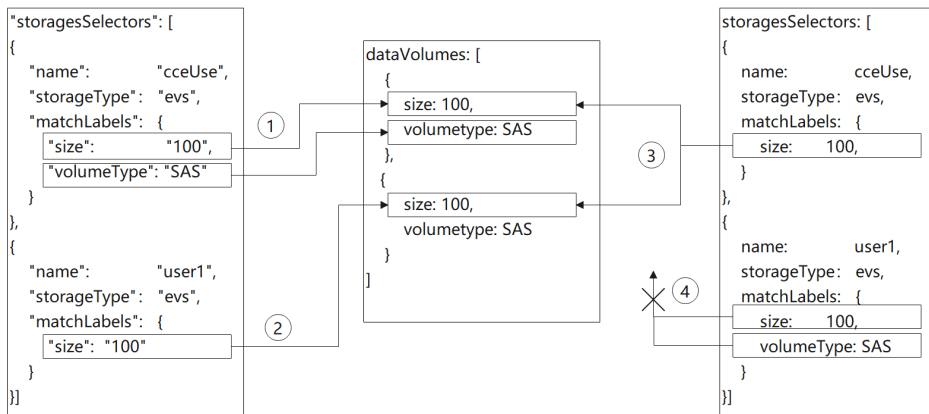 "storagesSelectors": [
{
"name": "cceUse",
"storageType": "evs",
"matchLabels": {
"size": "100",
"volumeType": "SAS"
}
},
{
"name": "user1",
"storageType": "evs",
"matchLabels": {
"size": "100"
}
}]
1
2
dataVolumes: [
{
size: 100,
volumetype: SAS
},
{
size: 100,
volumetype: SAS
}
]
3
4
storagesSelectors: [
{
name: cceUse,
storageType: evs,
matchLabels: {
size: 100,
}
},
{
name: user1,
storageType: evs,
matchLabels: {
size: 100,
volumeType: SAS
}
}]